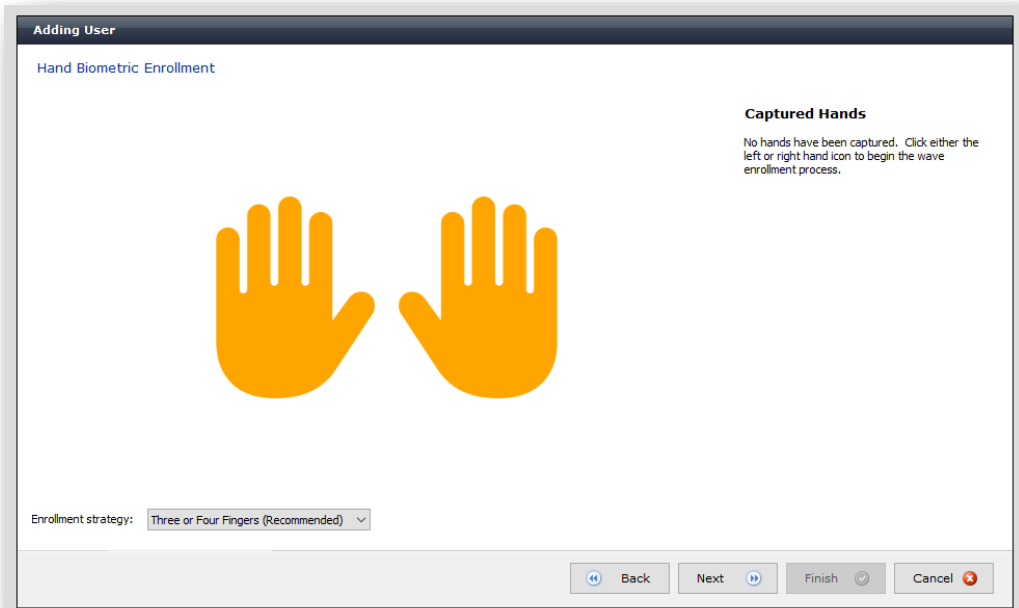 Adding User
Hand Biometric Enrollment
Captured Hands
No hands have been captured. Click either the
left or right hand icon to begin the wave
enrollment process.
Enrollment strategy: Three or Four Fingers (Recommended)
Back Next Finish Cancel